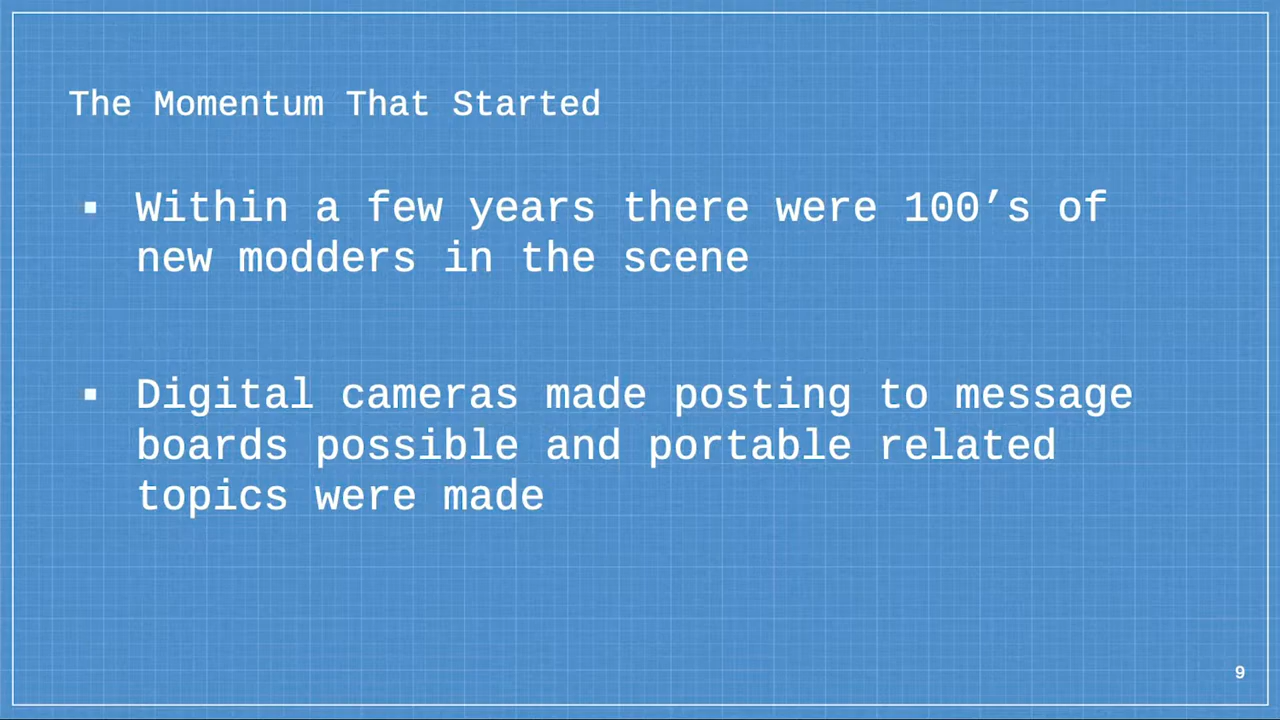 The Momentum That Started
▪ Within a few years there were 100’s of
new modders in the scene
▪ Digital cameras made posting to message
boards possible and portable related
topics were made
9